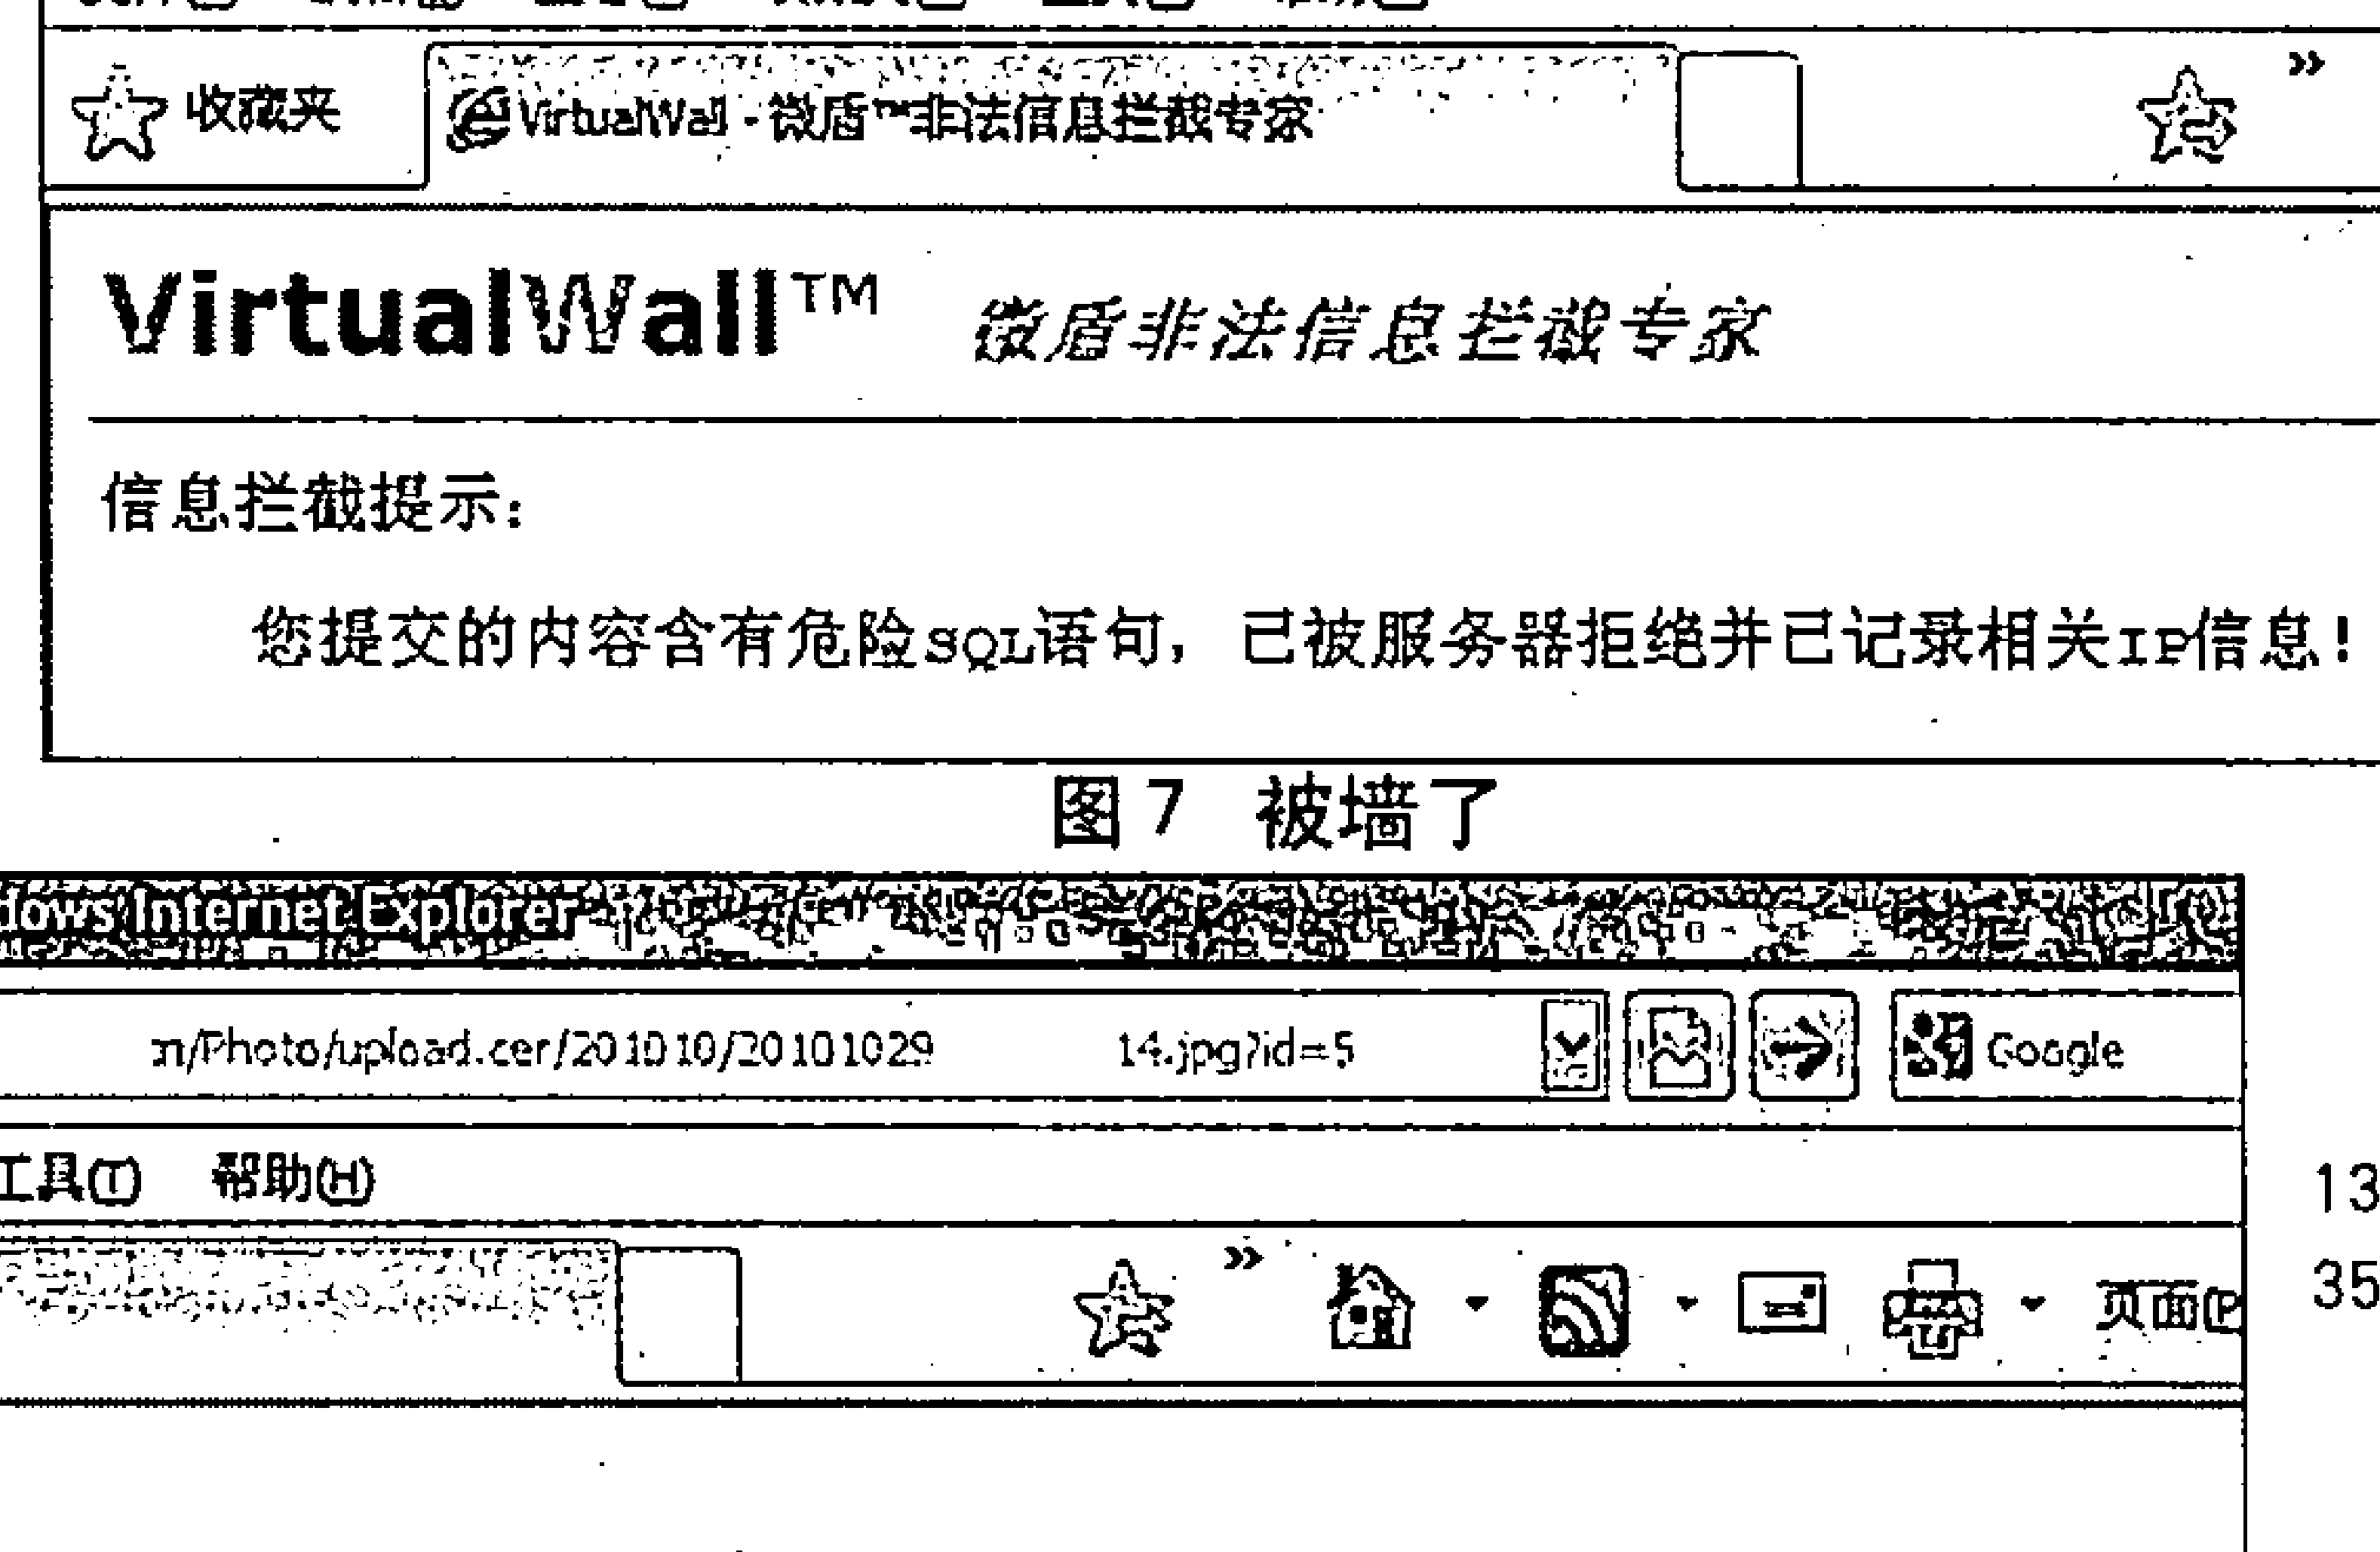 收藏夹 VirtualWall - 微盾™非法信息拦截专家 »
VirtualWall™ 微盾非法信息拦截专家
信息拦截提示：
您提交的内容含有危险SQL语句，已被服务器拒绝并已记录相关IP信息！
图 7 被墙了
dows Internet Explorer
m/Photo/upload.cer/201010/20101029 14.jpg?id=5 Google
工具(T) 帮助(H)
13
» 页面(P
35